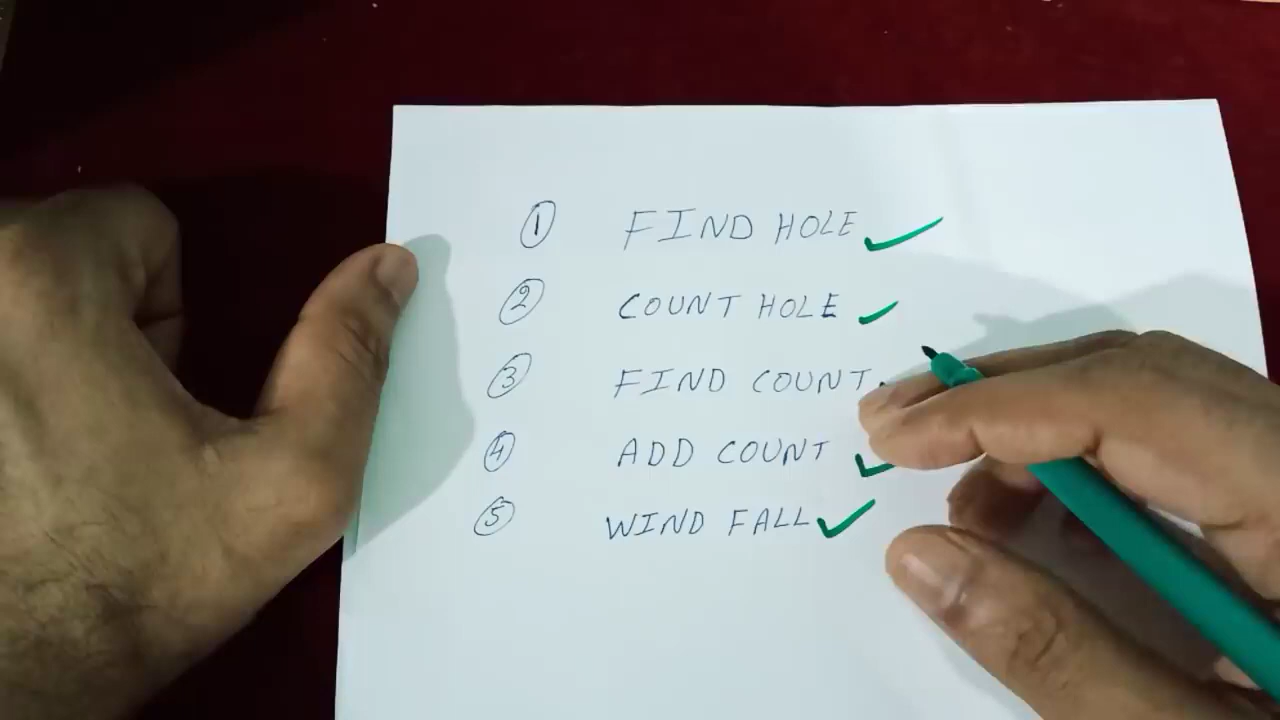 ① FIND HOLE ✓
② COUNT HOLE ✓
③ FIND COUNT
④ ADD COUNT ✓
⑤ WIND FALL ✓